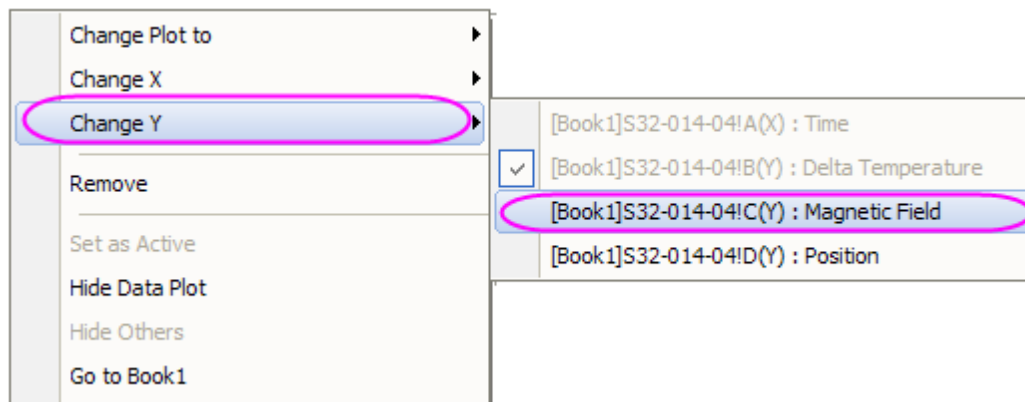 Change Plot to
Change X
Change Y
[Book1]S32-014-04!A(X) : Time
[Book1]S32-014-04!B(Y) : Delta Temperature
[Book1]S32-014-04!C(Y) : Magnetic Field
[Book1]S32-014-04!D(Y) : Position
Remove
Set as Active
Hide Data Plot
Hide Others
Go to Book1